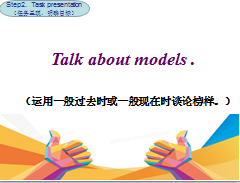 Step2. Task presentation
（任务呈现，明确目标）
Talk about models .
（运用一般过去时或一般现在时谈论榜样。）